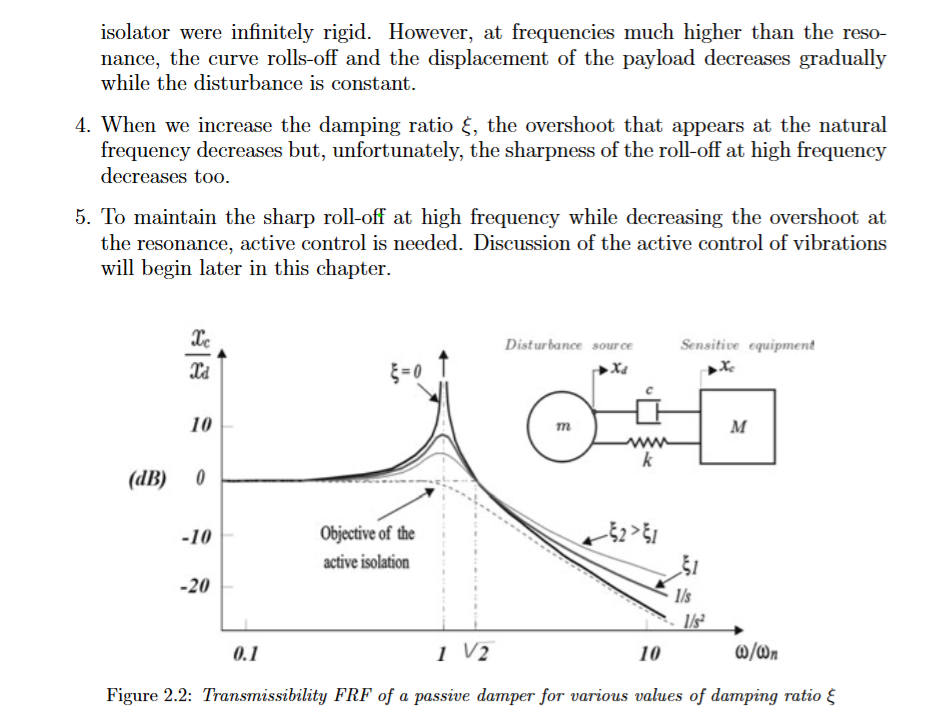 isolator were infinitely rigid. However, at frequencies much higher than the reso-
nance, the curve rolls-off and the displacement of the payload decreases gradually
while the disturbance is constant.
4. When we increase the damping ratio ξ, the overshoot that appears at the natural
frequency decreases but, unfortunately, the sharpness of the roll-off at high frequency
decreases too.
5. To maintain the sharp roll-off at high frequency while decreasing the overshoot at
the resonance, active control is needed. Discussion of the active control of vibrations
will begin later in this chapter.
Xc
Xd
Disturbance source
Sensitive equipment
ξ=0
Xd
Xc
c
10
m
M
k
(dB) 0
-10
Objective of the
active isolation
ξ2>ξ1
ξ1
-20
1/s
1/s²
0.1
1
√2
10
ω/ωn
Figure 2.2: Transmissibility FRF of a passive damper for various values of damping ratio ξ